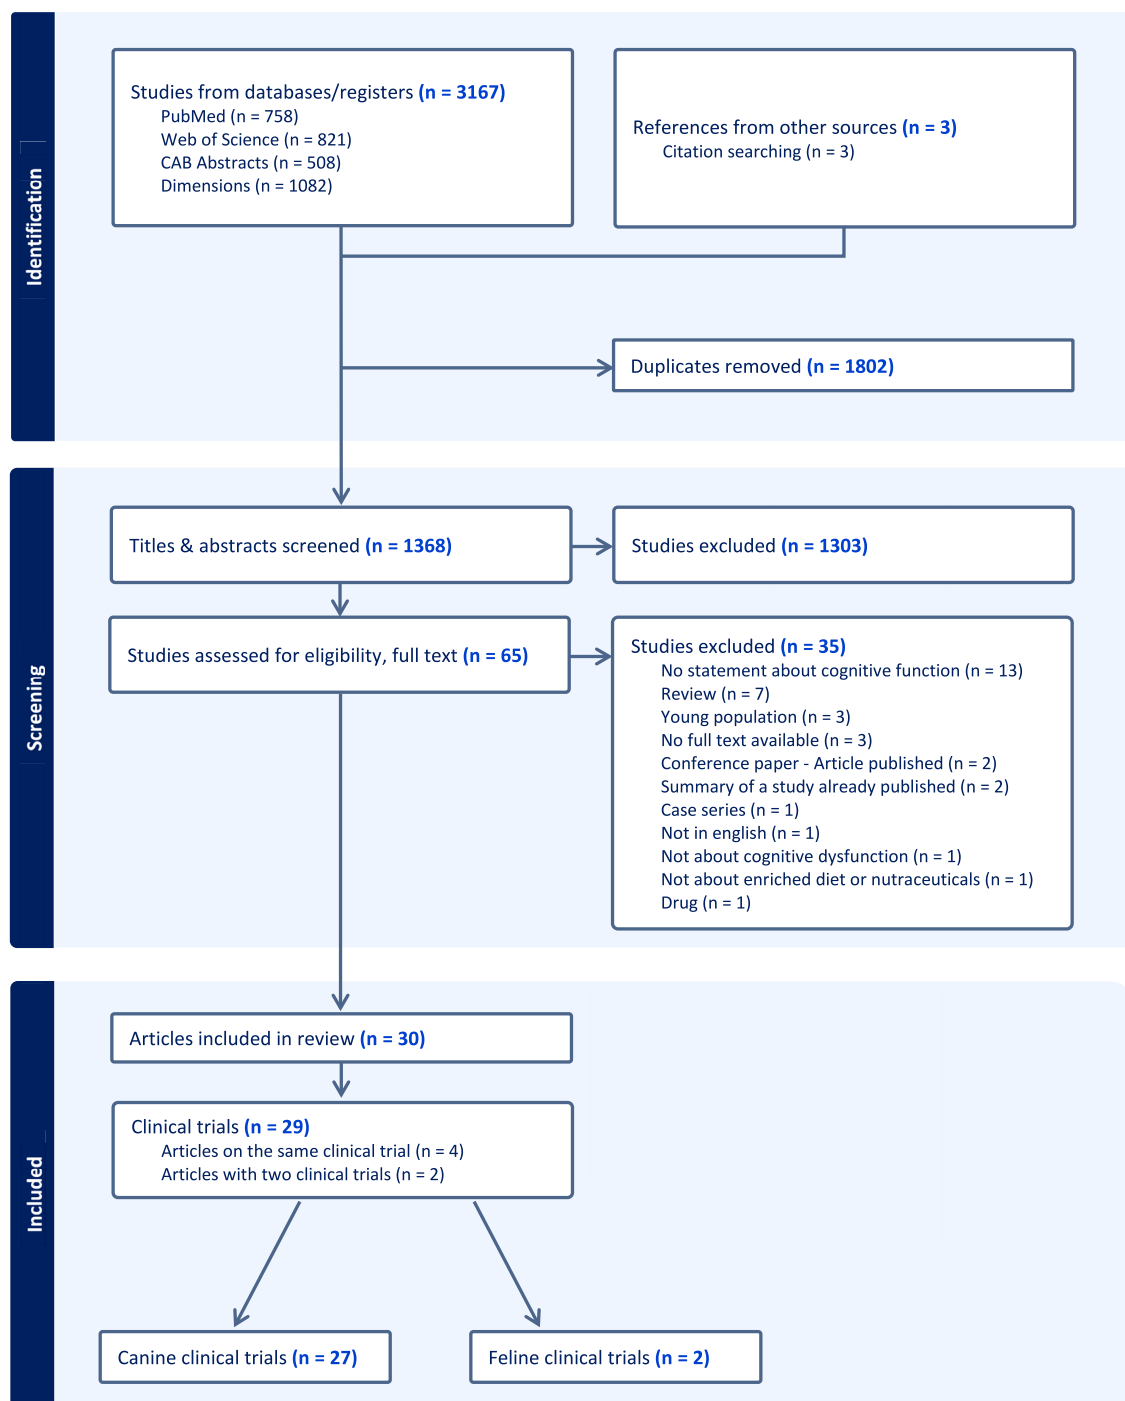 Identification
Studies from databases/registers (n = 3167)
PubMed (n = 758)
Web of Science (n = 821)
CAB Abstracts (n = 508)
Dimensions (n = 1082)
References from other sources (n = 3)
Citation searching (n = 3)
Duplicates removed (n = 1802)
Screening
Titles & abstracts screened (n = 1368)
Studies excluded (n = 1303)
Studies assessed for eligibility, full text (n = 65)
Studies excluded (n = 35)
No statement about cognitive function (n = 13)
Review (n = 7)
Young population (n = 3)
No full text available (n = 3)
Conference paper - Article published (n = 2)
Summary of a study already published (n = 2)
Case series (n = 1)
Not in english (n = 1)
Not about cognitive dysfunction (n = 1)
Not about enriched diet or nutraceuticals (n = 1)
Drug (n = 1)
Included
Articles included in review (n = 30)
Clinical trials (n = 29)
Articles on the same clinical trial (n = 4)
Articles with two clinical trials (n = 2)
Canine clinical trials (n = 27)
Feline clinical trials (n = 2)